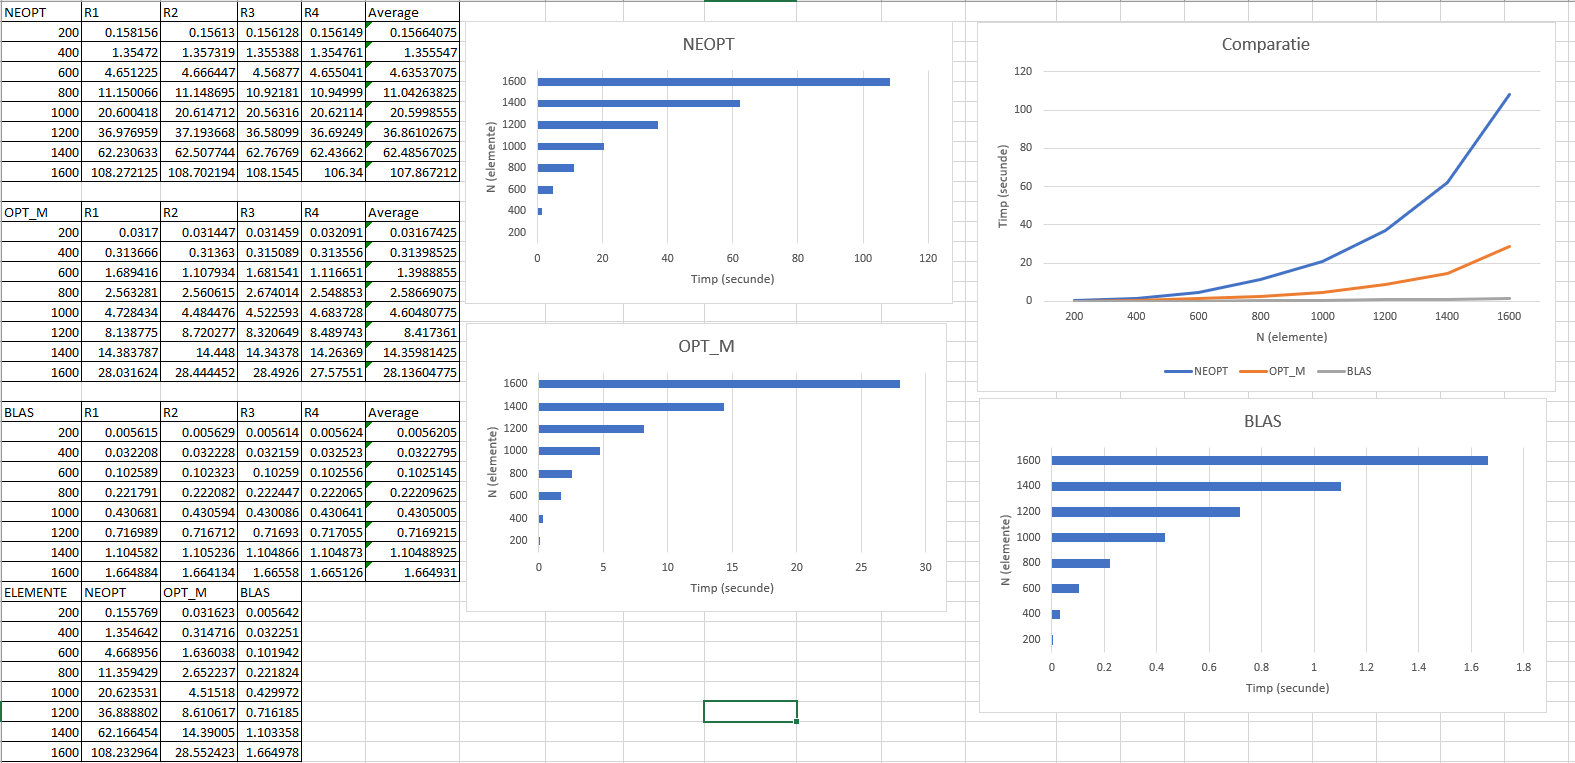 NEOPT R1 R2 R3 R4 Average
200 0.158156 0.15613 0.156128 0.156149 0.15664075
400 1.35472 1.357319 1.355388 1.354761 1.355547
600 4.651225 4.666447 4.56877 4.655041 4.63537075
800 11.150066 11.148695 10.92181 10.94999 11.04263825
1000 20.600418 20.614712 20.56316 20.62114 20.5998555
1200 36.976959 37.193668 36.58099 36.69249 36.86102675
1400 62.230633 62.507744 62.76769 62.43662 62.48567025
1600 108.272125 108.702194 108.1545 106.34 107.867212
OPT_M R1 R2 R3 R4 Average
200 0.0317 0.031447 0.031459 0.032091 0.03167425
400 0.313666 0.31363 0.315089 0.313556 0.31398525
600 1.689416 1.107934 1.681541 1.116651 1.3988855
800 2.563281 2.560615 2.674014 2.548853 2.58669075
1000 4.728434 4.484476 4.522593 4.683728 4.60480775
1200 8.138775 8.720277 8.320649 8.489743 8.417361
1400 14.383787 14.448 14.34378 14.26369 14.35981425
1600 28.031624 28.444452 28.4926 27.57551 28.13604775
BLAS R1 R2 R3 R4 Average
200 0.005615 0.005629 0.005614 0.005624 0.0056205
400 0.032208 0.032228 0.032159 0.032523 0.0322795
600 0.102589 0.102323 0.10259 0.102556 0.1025145
800 0.221791 0.222082 0.222447 0.222065 0.22209625
1000 0.430681 0.430594 0.430086 0.430641 0.4305005
1200 0.716989 0.716712 0.71693 0.717055 0.7169215
1400 1.104582 1.105236 1.104866 1.104873 1.10488925
1600 1.664884 1.664134 1.66558 1.665126 1.664931
ELEMENTE NEOPT OPT_M BLAS
200 0.155769 0.031623 0.005642
400 1.354642 0.314716 0.032251
600 4.668956 1.636038 0.101942
800 11.359429 2.652237 0.221824
1000 20.623531 4.51518 0.429972
1200 36.888802 8.610617 0.716185
1400 62.166454 14.39005 1.103358
1600 108.232964 28.552423 1.664978
NEOPT
N (elemente)
1600
1400
1200
1000
800
600
400
200
0 20 40 60 80 100 120
Timp (secunde)
OPT_M
N (elemente)
1600
1400
1200
1000
800
600
400
200
0 5 10 15 20 25 30
Timp (secunde)
Comparatie
Timp (secunde)
120
100
80
60
40
20
0
200 400 600 800 1000 1200 1400 1600
N (elemente)
NEOPT OPT_M BLAS
BLAS
N (elemente)
1600
1400
1200
1000
800
600
400
200
0 0.2 0.4 0.6 0.8 1 1.2 1.4 1.6 1.8
Timp (secunde)